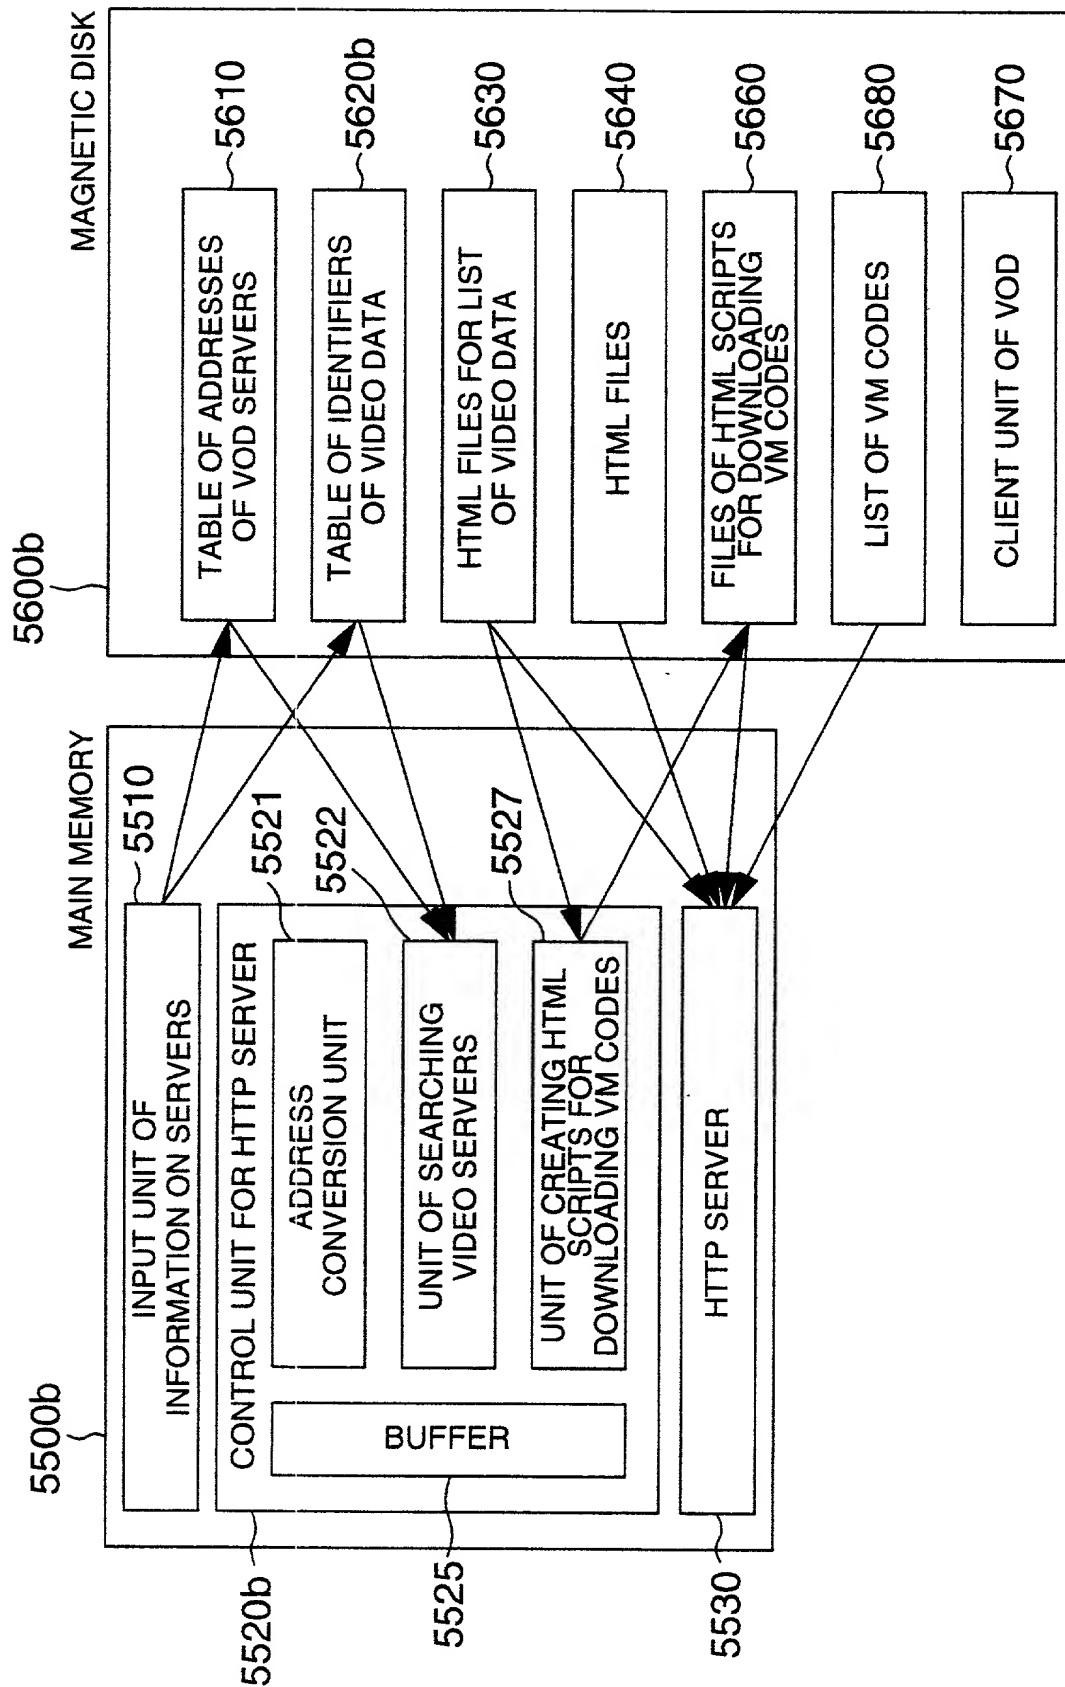 5500b
MAIN MEMORY
INPUT UNIT OF
INFORMATION ON SERVERS
5510
5520b
CONTROL UNIT FOR HTTP SERVER
ADDRESS
CONVERSION UNIT
5521
UNIT OF SEARCHING
VIDEO SERVERS
5522
UNIT OF CREATING HTML
SCRIPTS FOR
DOWNLOADING VM CODES
5527
BUFFER
5525
HTTP SERVER
5530
5600b
MAGNETIC DISK
TABLE OF ADDRESSES
OF VOD SERVERS
5610
TABLE OF IDENTIFIERS
OF VIDEO DATA
5620b
HTML FILES FOR LIST
OF VIDEO DATA
5630
HTML FILES
5640
FILES OF HTML SCRIPTS
FOR DOWNLOADING
VM CODES
5660
LIST OF VM CODES
5680
CLIENT UNIT OF VOD
5670